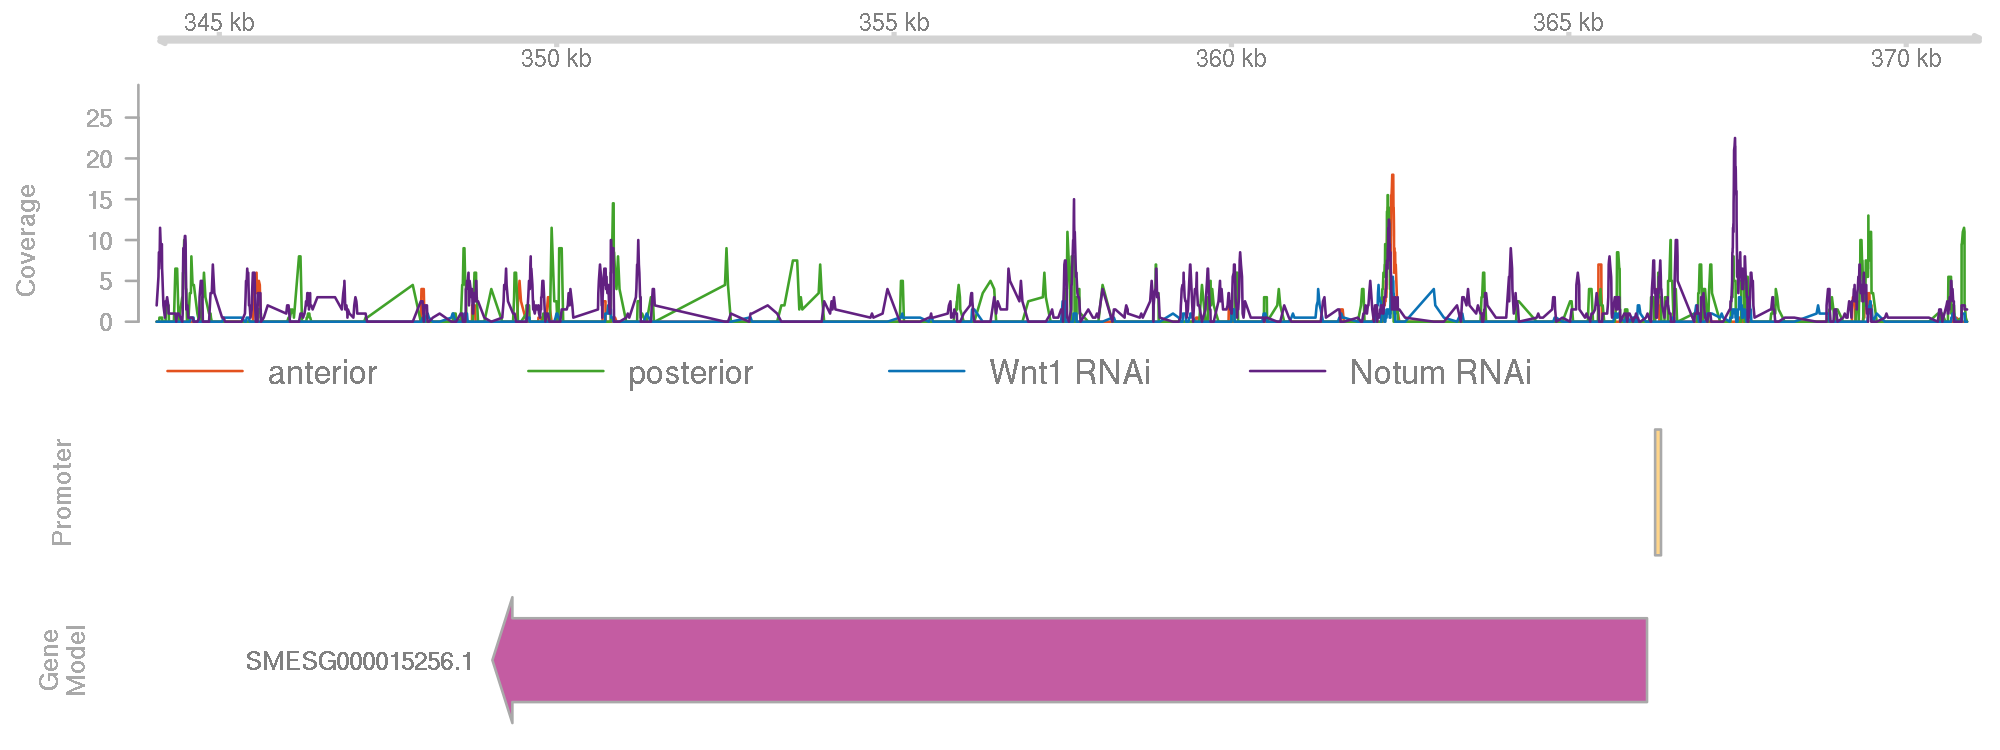 345 kb 355 kb 365 kb
350 kb 360 kb 370 kb
Coverage
25
20
15
10
5
0
anterior posterior Wnt1 RNAi Notum RNAi
Promoter
Gene
Model
SMESG000015256.1